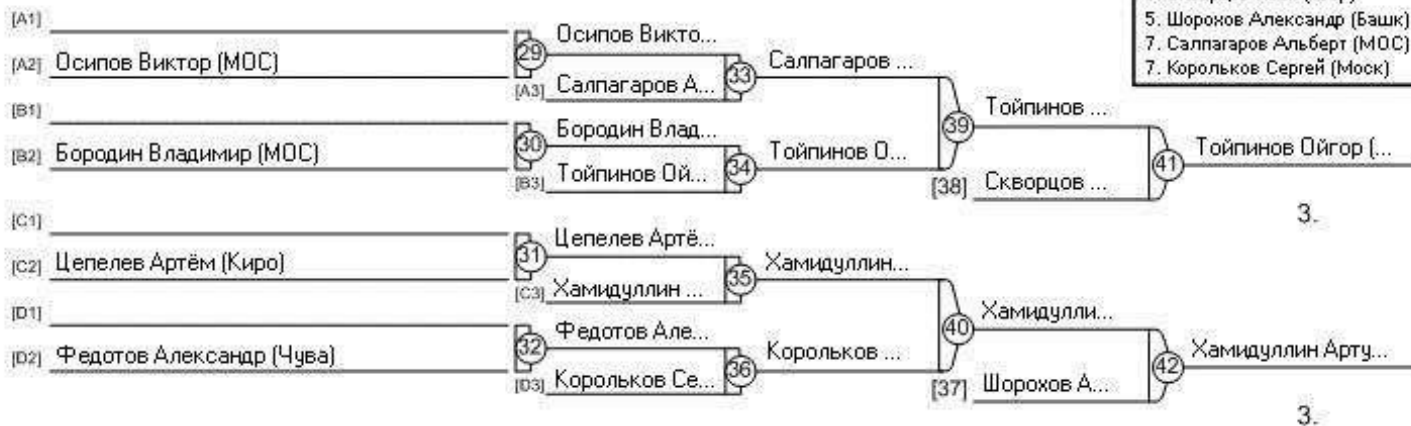 5. Шорохов Александр (Башк)
7. Салпагаров Альберт (МОС)
7. Корольков Сергей (Моск)
[A1]
[A2] Осипов Виктор (МОС)
29
Осипов Викто...
[A3] Салпагаров А...
33
Салпагаров ...
[B1]
[B2] Бородин Владимир (МОС)
30
Бородин Влад...
[B3] Тойпинов Ой...
34
Тойпинов О...
39
Тойпинов ...
[38] Скворцов ...
41
Тойпинов Ойгор (...
3.
[C1]
[C2] Цепелев Артём (Киро)
31
Цепелев Артё...
[C3] Хамидуллин ...
35
Хамидуллин...
[D1]
[D2] Федотов Александр (Чува)
32
Федотов Але...
[D3] Корольков Се...
36
Корольков ...
40
Хамидулли...
[37] Шорохов А...
42
Хамидуллин Арту...
3.